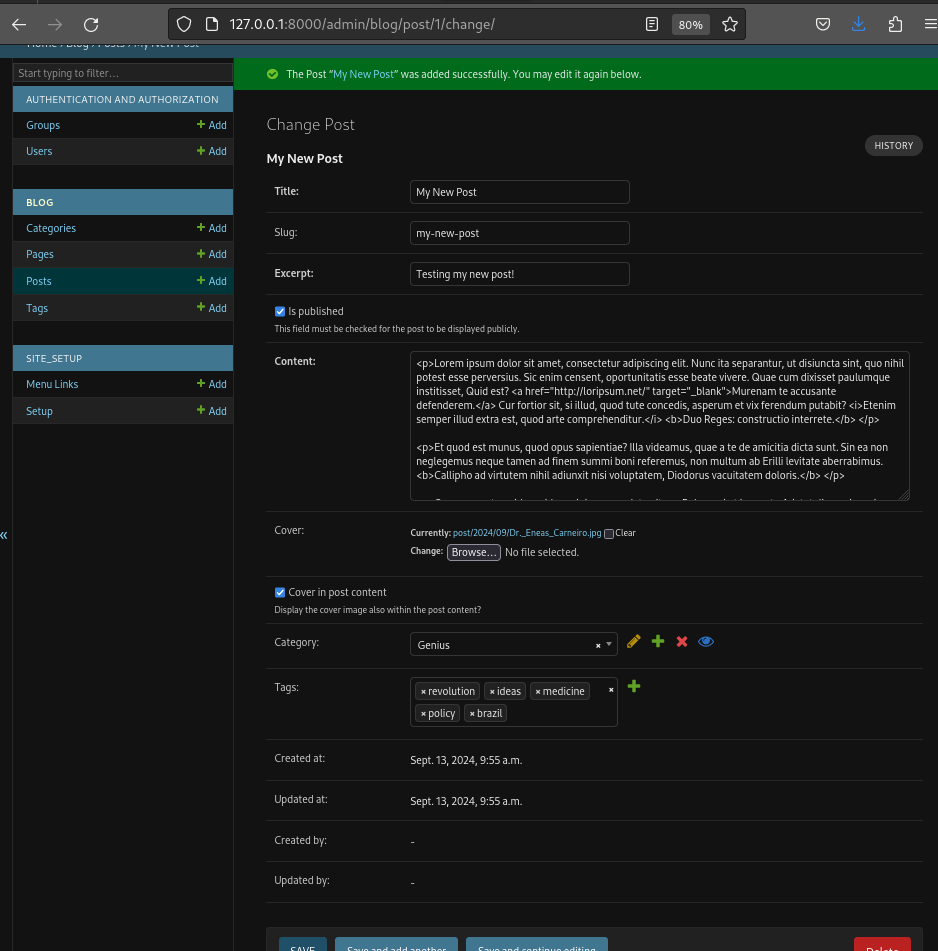 127.0.0.1:8000/admin/blog/post/1/change/
80%
Home › Blog › Posts › My New Post
Start typing to filter…
AUTHENTICATION AND AUTHORIZATION
Groups + Add
Users + Add
BLOG
Categories + Add
Pages + Add
Posts + Add
Tags + Add
SITE_SETUP
Menu Links + Add
Setup + Add
«
The Post “My New Post” was added successfully. You may edit it again below.
Change Post
HISTORY
My New Post
Title: My New Post
Slug: my-new-post
Excerpt: Testing my new post!
Is published
This field must be checked for the post to be displayed publicly.
Content:
<p>Lorem ipsum dolor sit amet, consectetur adipiscing elit. Nunc ita separantur, ut disiuncta sint, quo nihil
potest esse perversius. Sic enim censent, oportunitatis esse beate vivere. Quae cum dixisset paulumque
institisset, Quid est? <a href="http://loripsum.net/" target="_blank">Murenam te accusante
defenderem.</a> Cur fortior sit, si illud, quod tute concedis, asperum et vix ferendum putabit? <i>Etenim
semper illud extra est, quod arte comprehenditur.</i> <b>Duo Reges: constructio interrete.</b> </p>
<p>Et quod est munus, quod opus sapientiae? Illa videamus, quae a te de amicitia dicta sunt. Sin ea non
neglegemus neque tamen ad finem summi boni referemus, non multum ab Erilli levitate aberrabimus.
<b>Callipho ad virtutem nihil adiunxit nisi voluptatem, Diodorus vacuitatem doloris.</b> </p>
Cover: Currently: post/2024/09/Dr._Eneas_Carneiro.jpg Clear
Change: Browse… No file selected.
Cover in post content
Display the cover image also within the post content?
Category: Genius ×
Tags: × revolution × ideas × medicine ×
× policy × brazil
Created at: Sept. 13, 2024, 9:55 a.m.
Updated at: Sept. 13, 2024, 9:55 a.m.
Created by: -
Updated by: -
SAVE Save and add another Save and continue editing Delete